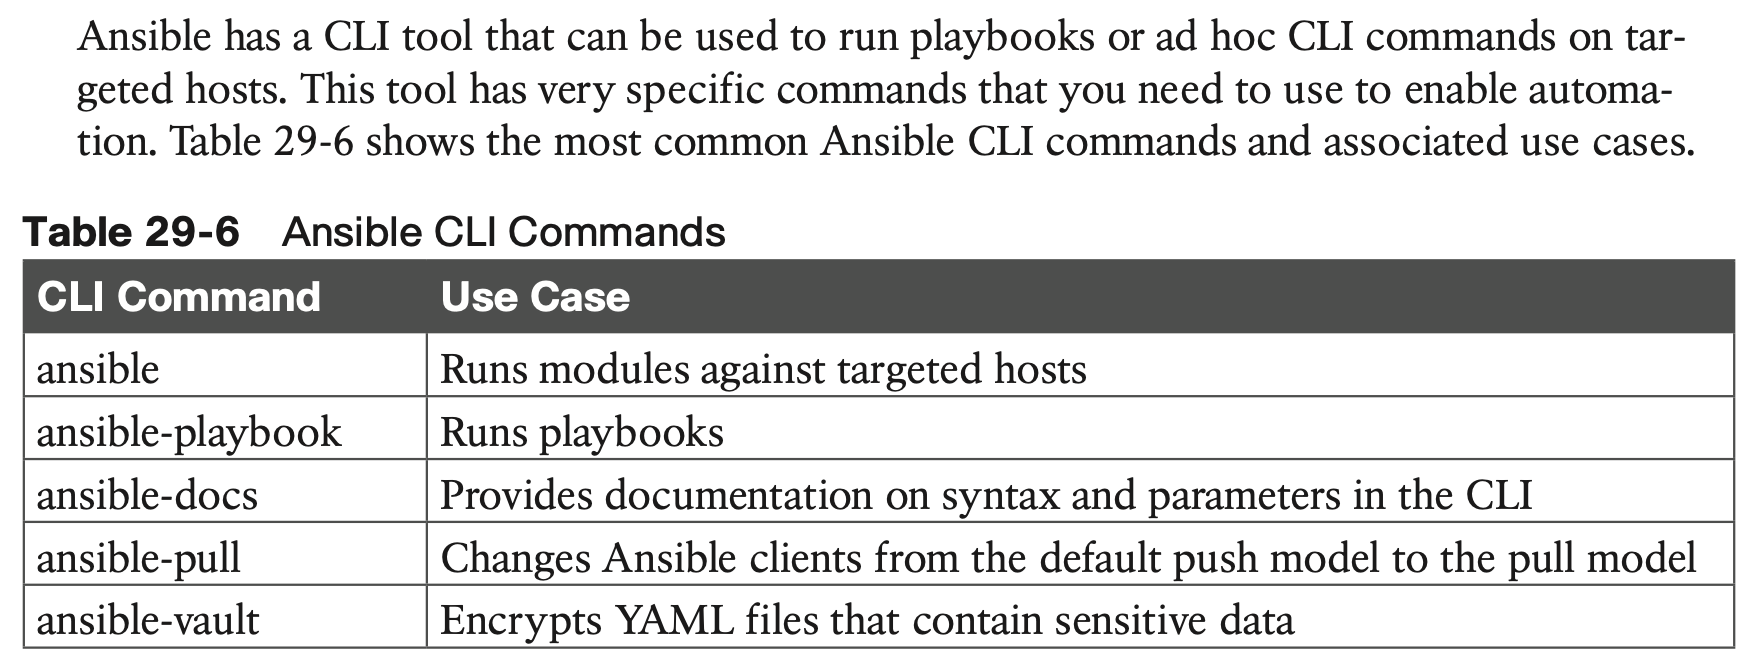 Ansible has a CLI tool that can be used to run playbooks or ad hoc CLI commands on tar-
geted hosts. This tool has very specific commands that you need to use to enable automa-
tion. Table 29-6 shows the most common Ansible CLI commands and associated use cases.
Table 29-6 Ansible CLI Commands
CLI Command Use Case
ansible Runs modules against targeted hosts
ansible-playbook Runs playbooks
ansible-docs Provides documentation on syntax and parameters in the CLI
ansible-pull Changes Ansible clients from the default push model to the pull model
ansible-vault Encrypts YAML files that contain sensitive data